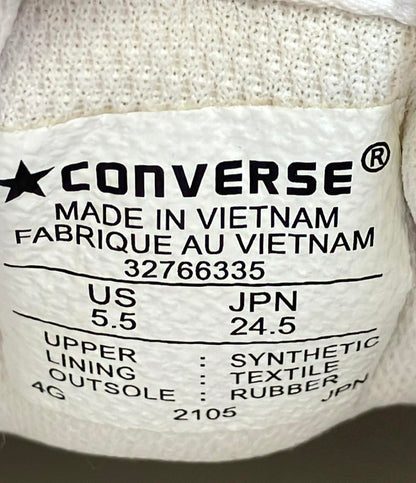 CONVERSE®
MADE IN VIETNAM
FABRIQUE AU VIETNAM
32766335
US JPN
5.5 24.5
UPPER : SYNTHETIC
LINING : TEXTILE
OUTSOLE : RUBBER
4G 2105 JPN